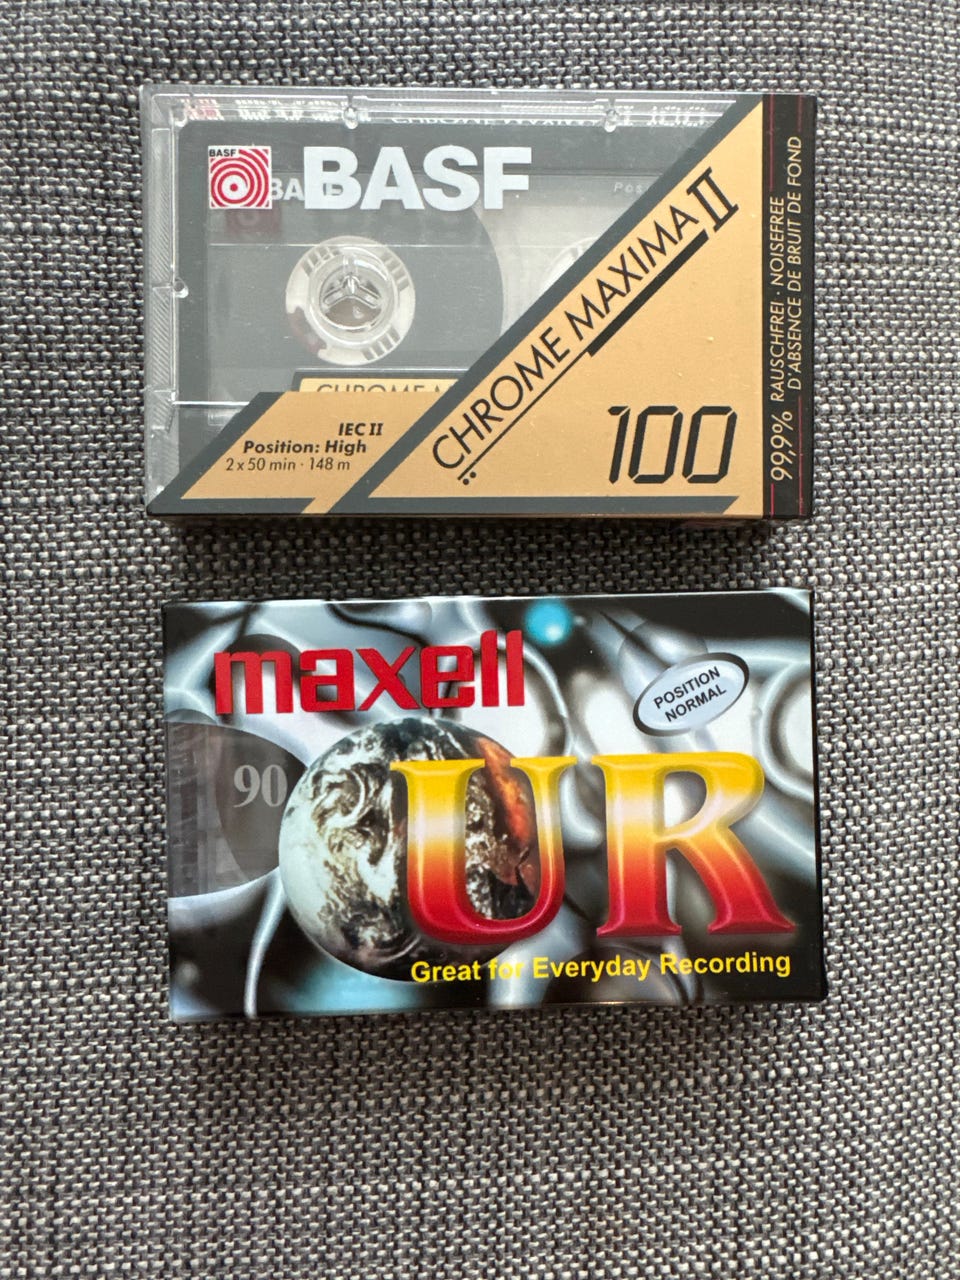 BASF
BASF
CHROME MAXIMA II
IEC II
Position: High
2 x 50 min · 148 m
100
99,9% RAUSCHFREI · NOISEFREE
D'ABSENCE DE BRUIT DE FOND
maxell
POSITION
NORMAL
90
UR
Great for Everyday Recording